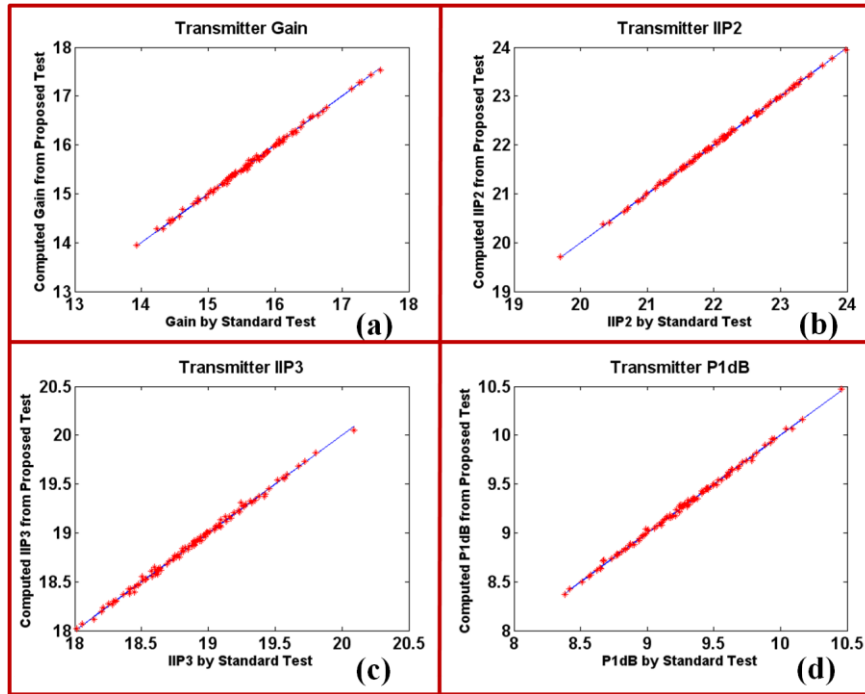 Transmitter Gain
Computed Gain from Proposed Test
18
17
16
15
14
13
13 14 15 16 17 18
Gain by Standard Test
(a)
Transmitter IIP2
Computed IIP2 from Proposed Test
24
23
22
21
20
19
19 20 21 22 23 24
IIP2 by Standard Test
(b)
Transmitter IIP3
Computed IIP3 from Proposed Test
20.5
20
19.5
19
18.5
18
18 18.5 19 19.5 20 20.5
IIP3 by Standard Test
(c)
Transmitter P1dB
Computed P1dB from Proposed Test
10.5
10
9.5
9
8.5
8
8 8.5 9 9.5 10 10.5
P1dB by Standard Test
(d)